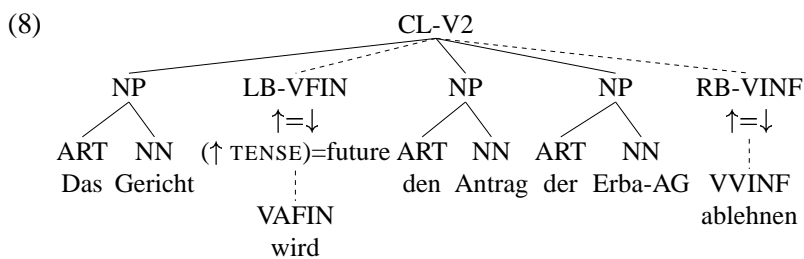 (8) CL-V2
NP LB-VFIN NP NP RB-VINF
↑=↓ ↑=↓
ART NN (↑ TENSE)=future ART NN ART NN
Das Gericht den Antrag der Erba-AG VVINF
VAFIN ablehnen
wird